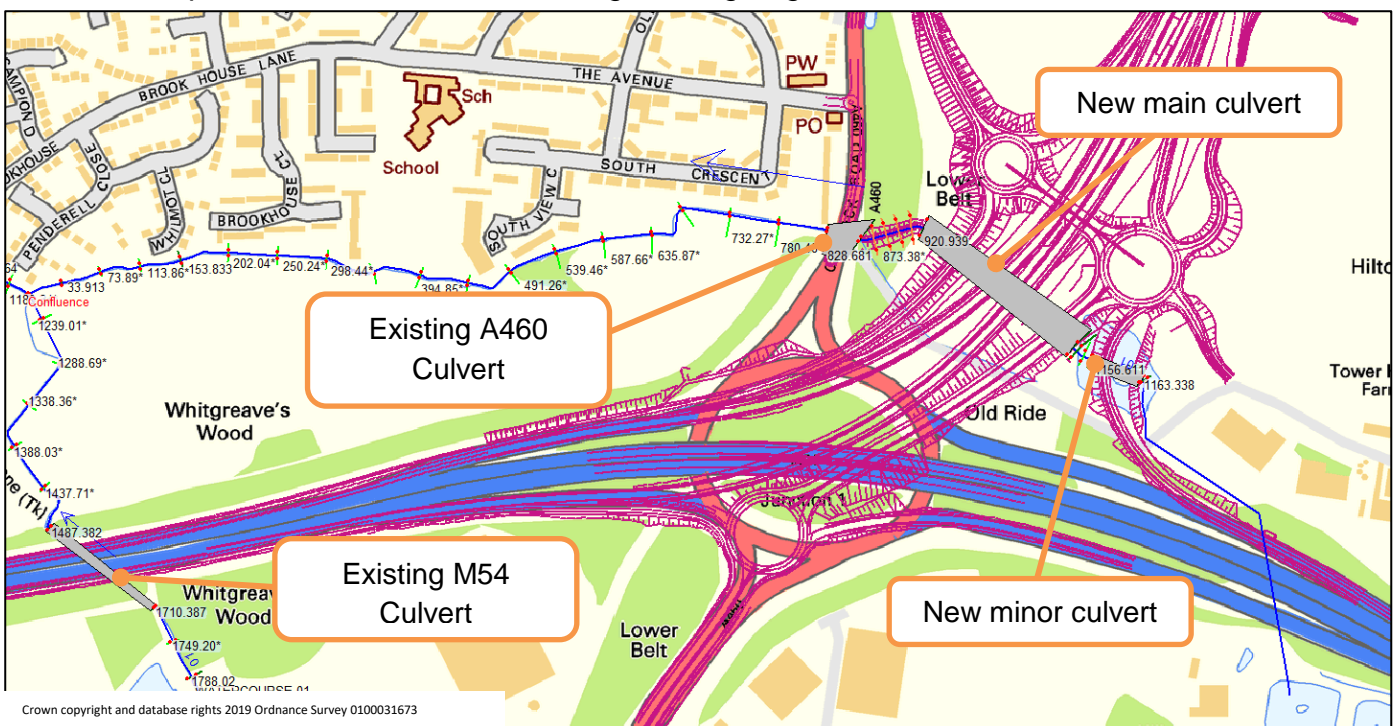 CAMPION D
BROOK HOUSE LANE
THE AVENUE
PW
PO
Sch
School
PENDERELL CLOSE
WHILMOT CL
BROOKHOUSE CT
BROOKHOUSE
SOUTH VIEW C
SOUTH CRESCENT
A460
New main culvert
Lower
Belt
732.27*
828.681
873.38*
920.939
635.87*
587.66*
539.46*
491.26*
394.85*
298.44*
250.24*
202.04*
153.833
113.86*
73.89*
33.913
Confluence
1239.01*
1288.69*
1338.36*
1388.03*
1437.71*
1487.382
Existing A460
Culvert
Whitgreave's
Wood
Old Ride
Junction 1
1163.338
Tower
Existing M54
Culvert
New minor culvert
1710.387
1749.20*
1788.02
Lower
Belt
Crown copyright and database rights 2019 Ordnance Survey 0100031673